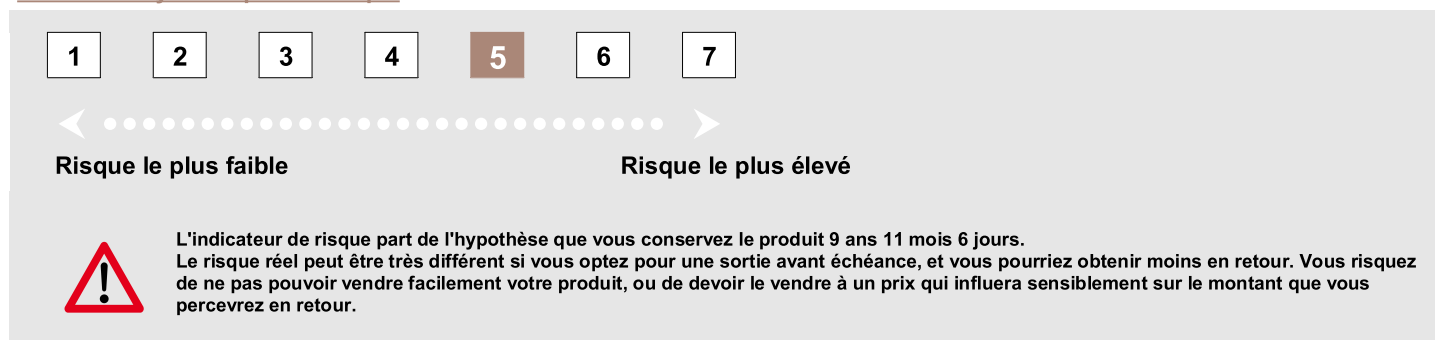 1 2 3 4 5 6 7
Risque le plus faible Risque le plus élevé
L'indicateur de risque part de l'hypothèse que vous conservez le produit 9 ans 11 mois 6 jours.
Le risque réel peut être très différent si vous optez pour une sortie avant échéance, et vous pourriez obtenir moins en retour. Vous risquez
de ne pas pouvoir vendre facilement votre produit, ou de devoir le vendre à un prix qui influera sensiblement sur le montant que vous
percevrez en retour.